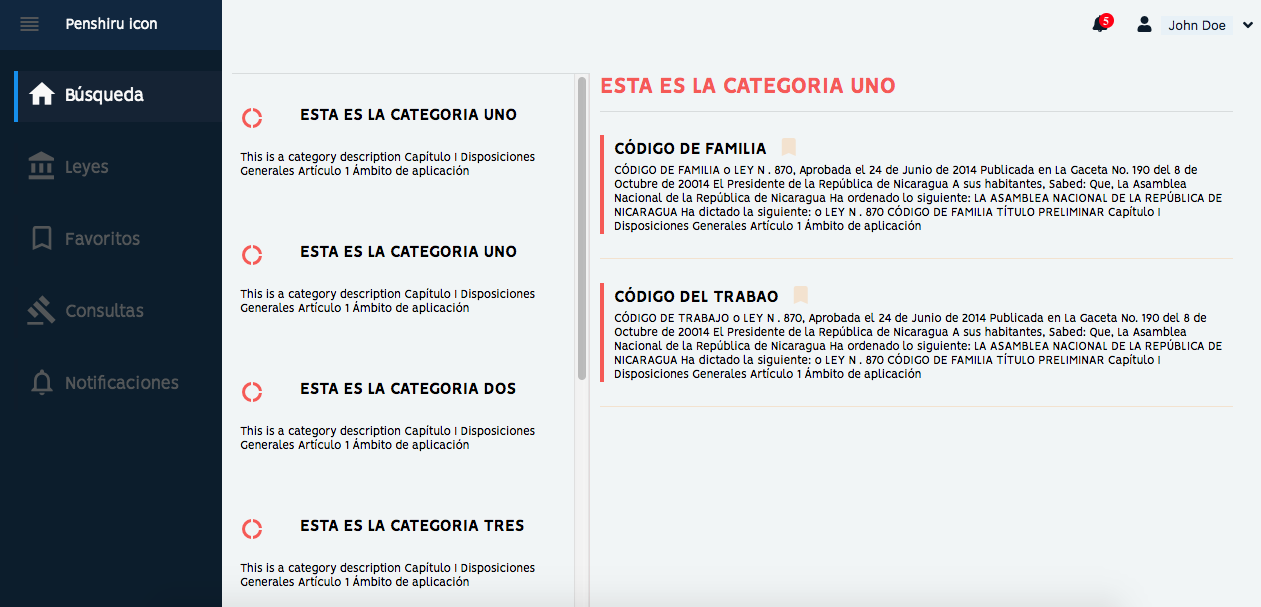 Penshiru icon
5
John Doe
Búsqueda
Leyes
Favoritos
Consultas
Notificaciones
ESTA ES LA CATEGORIA UNO
This is a category description Capítulo I Disposiciones
Generales Artículo 1 Ámbito de aplicación
ESTA ES LA CATEGORIA UNO
This is a category description Capítulo I Disposiciones
Generales Artículo 1 Ámbito de aplicación
ESTA ES LA CATEGORIA DOS
This is a category description Capítulo I Disposiciones
Generales Artículo 1 Ámbito de aplicación
ESTA ES LA CATEGORIA TRES
This is a category description Capítulo I Disposiciones
Generales Artículo 1 Ámbito de aplicación
ESTA ES LA CATEGORIA UNO
CÓDIGO DE FAMILIA
CÓDIGO DE FAMILIA o LEY N . 870, Aprobada el 24 de Junio de 2014 Publicada en La Gaceta No. 190 del 8 de
Octubre de 20014 El Presidente de la República de Nicaragua A sus habitantes, Sabed: Que, La Asamblea
Nacional de la República de Nicaragua Ha ordenado lo siguiente: LA ASAMBLEA NACIONAL DE LA REPÚBLICA DE
NICARAGUA Ha dictado la siguiente: o LEY N . 870 CÓDIGO DE FAMILIA TÍTULO PRELIMINAR Capítulo I
Disposiciones Generales Artículo 1 Ámbito de aplicación
CÓDIGO DEL TRABAO
CÓDIGO DE TRABAJO o LEY N . 870, Aprobada el 24 de Junio de 2014 Publicada en La Gaceta No. 190 del 8 de
Octubre de 20014 El Presidente de la República de Nicaragua A sus habitantes, Sabed: Que, La Asamblea
Nacional de la República de Nicaragua Ha ordenado lo siguiente: LA ASAMBLEA NACIONAL DE LA REPÚBLICA DE
NICARAGUA Ha dictado la siguiente: o LEY N . 870 CÓDIGO DE FAMILIA TÍTULO PRELIMINAR Capítulo I
Disposiciones Generales Artículo 1 Ámbito de aplicación